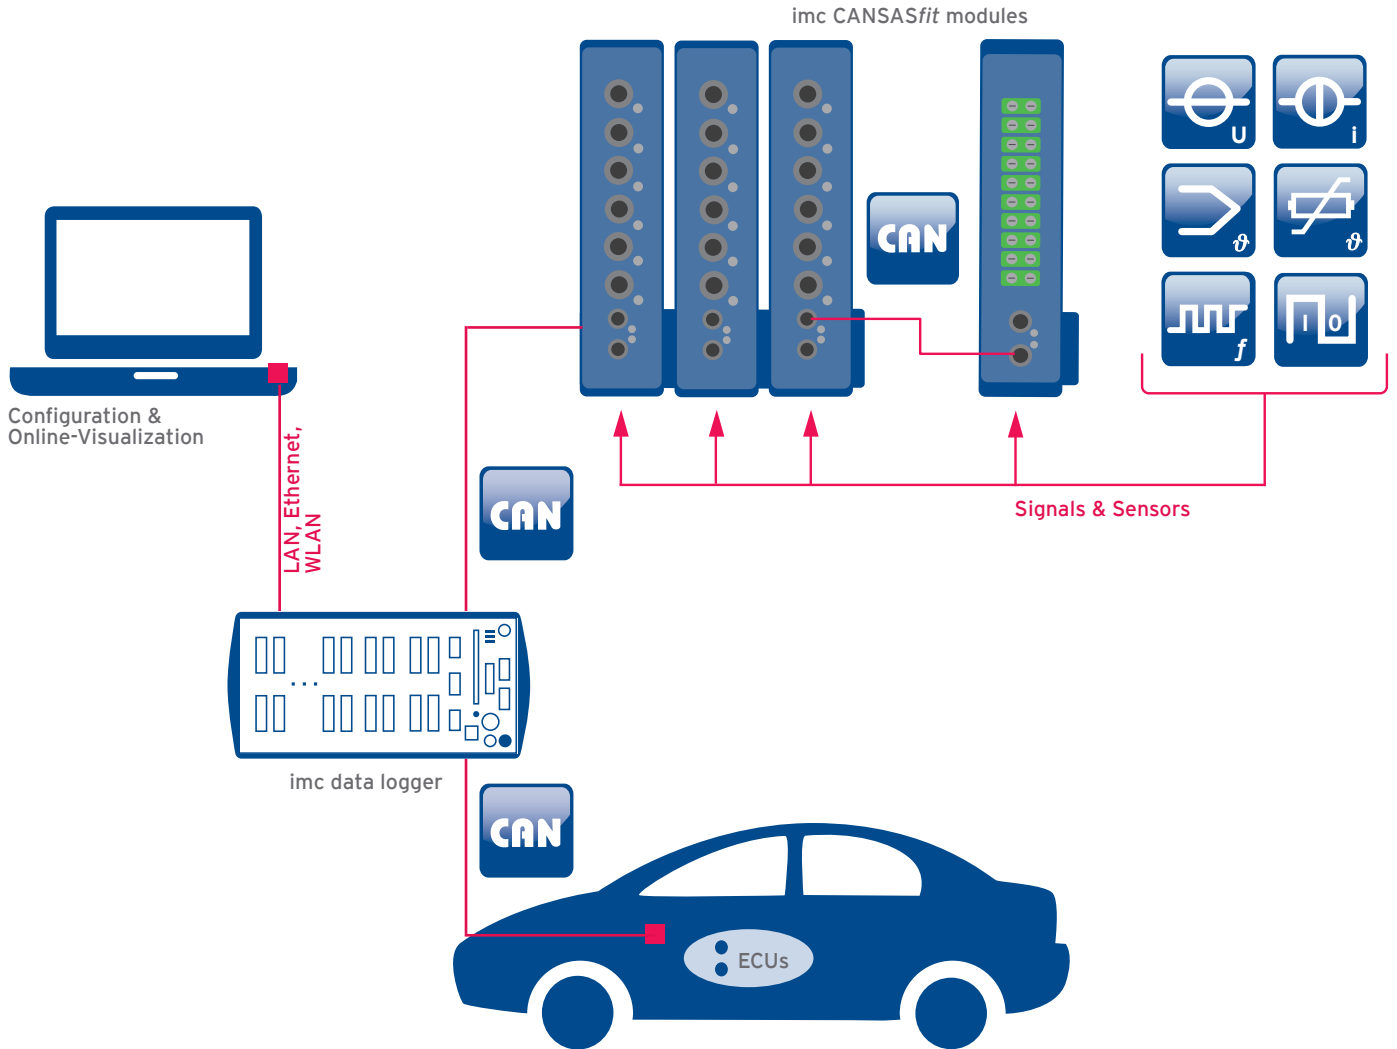 imc CANSASfit modules
U
i
CAN
ϑ
ϑ
f
I 0
Configuration &
Online-Visualization
LAN, Ethernet,
WLAN
CAN
Signals & Sensors
imc data logger
CAN
ECUs